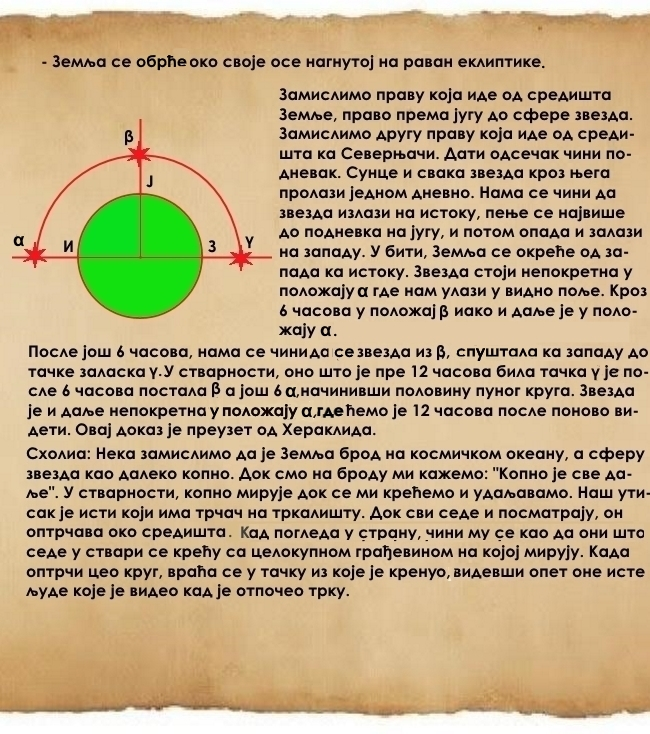 - Земља се обрће око своје осе нагнутој на раван еклиптике.
Замислимо праву која иде од средишта
Земље, право према југу до сфере звезда.
Замислимо другу праву која иде од среди-
шта ка Северњачи. Дати одсечак чини по-
дневак. Сунце и свака звезда кроз њега
пролази једном дневно. Нама се чини да
звезда излази на истоку, пење се највише
до подневка на југу, и потом опада и залази
на западу. У бити, Земља се окреће од за-
пада ка истоку. Звезда стоји непокретна у
положају α где нам улази у видно поље. Кроз
6 часова у положај β иако и даље је у поло-
жају α.
β
Ј
α
И
З
γ
После још 6 часова, нама се чини да се звезда из β, спуштала ка западу до
тачке заласка γ. У стварности, оно што је пре 12 часова била тачка γ је по-
сле 6 часова постала β а још 6 α, начинивши половину пуног круга. Звезда
је и даље непокретна у положају α, где ћемо је 12 часова после поново ви-
дети. Овај доказ је преузет од Хераклида.
Схолиа: Нека замислимо да је Земља брод на космичком океану, а сферу
звезда као далеко копно. Док смо на броду ми кажемо: "Копно је све да-
ље". У стварности, копно мирује док се ми крећемо и удаљавамо. Наш ути-
сак је исти који има трчач на тркалишту. Док сви седе и посматрају, он
оптрчава око средишта. Кад погледа у страну, чини му се као да они што
седе у ствари се крећу са целокупном грађевином на којој мирују. Када
оптрчи цео круг, враћа се у тачку из које је кренуо, видевши опет оне исте
људе које је видео кад је отпочео трку.